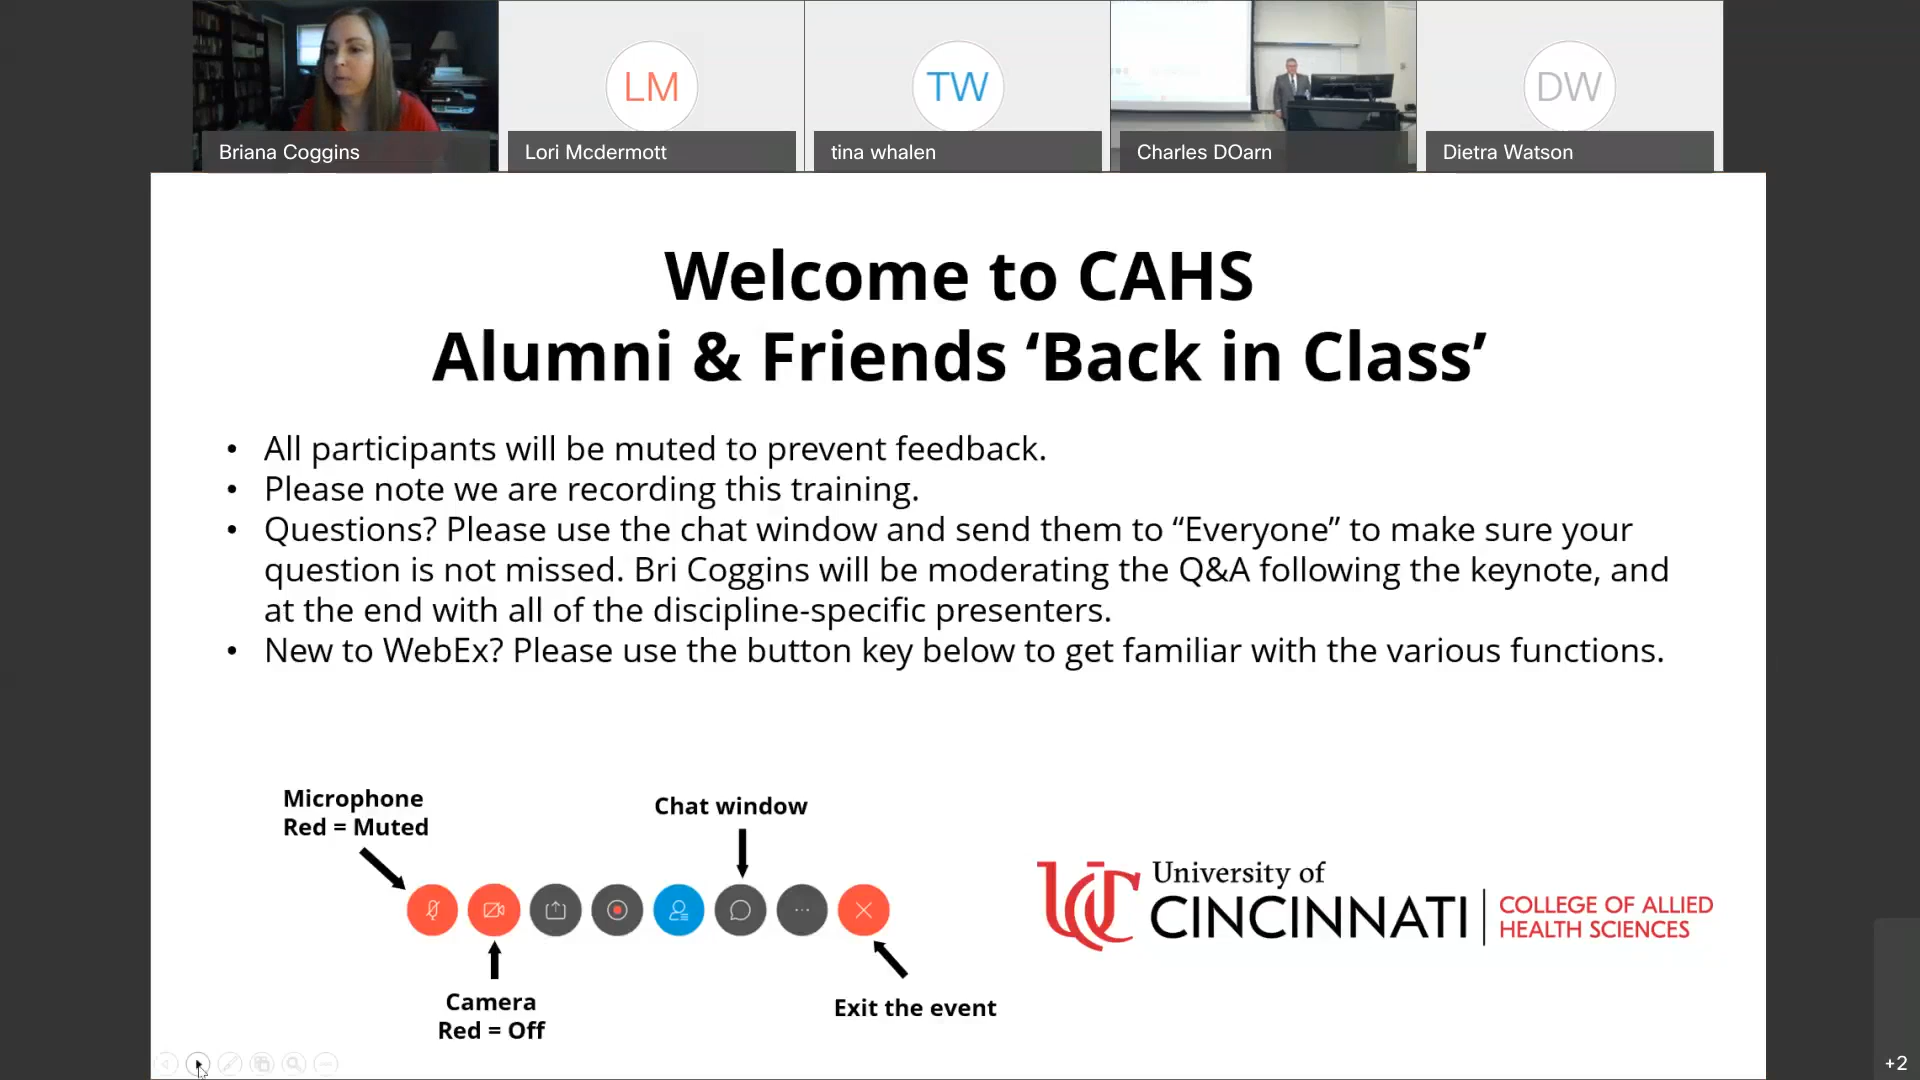 LM
TW
DW
Briana Coggins
Lori Mcdermott
tina whalen
Charles DOarn
Dietra Watson
Welcome to CAHS
Alumni & Friends ‘Back in Class’
• All participants will be muted to prevent feedback.
• Please note we are recording this training.
• Questions? Please use the chat window and send them to “Everyone” to make sure your
question is not missed. Bri Coggins will be moderating the Q&A following the keynote, and
at the end with all of the discipline-specific presenters.
• New to WebEx? Please use the button key below to get familiar with the various functions.
Microphone
Red = Muted
Chat window
Camera
Red = Off
Exit the event
UC
University of
CINCINNATI
COLLEGE OF ALLIED
HEALTH SCIENCES
+2